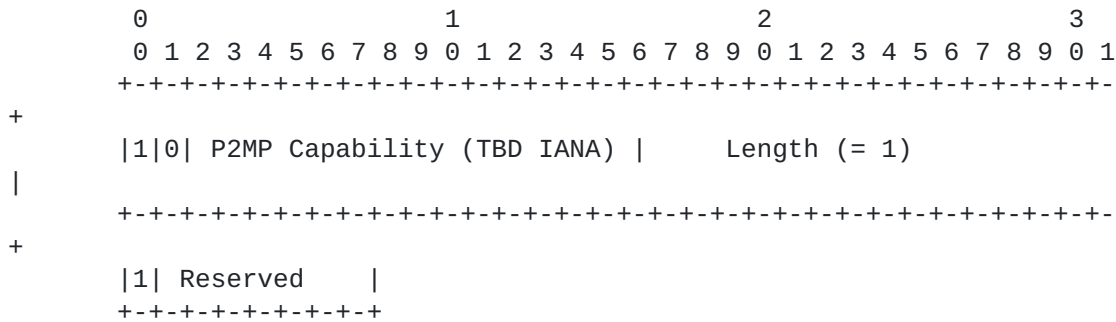 0                   1                   2                   3
 0 1 2 3 4 5 6 7 8 9 0 1 2 3 4 5 6 7 8 9 0 1 2 3 4 5 6 7 8 9 0 1
+-+-+-+-+-+-+-+-+-+-+-+-+-+-+-+-+-+-+-+-+-+-+-+-+-+-+-+-+-+-+-+-
+
|1|0| P2MP Capability (TBD IANA) |     Length (= 1)
|
+-+-+-+-+-+-+-+-+-+-+-+-+-+-+-+-+-+-+-+-+-+-+-+-+-+-+-+-+-+-+-+-
+
|1| Reserved    |
+-+-+-+-+-+-+-+-+